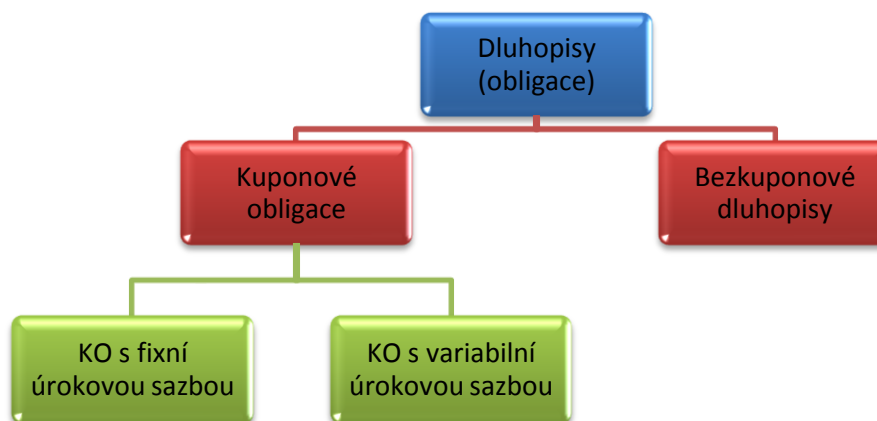 Dluhopisy
(obligace)
Kuponové
obligace
Bezkuponové
dluhopisy
KO s fixní
úrokovou sazbou
KO s variabilní
úrokovou sazbou